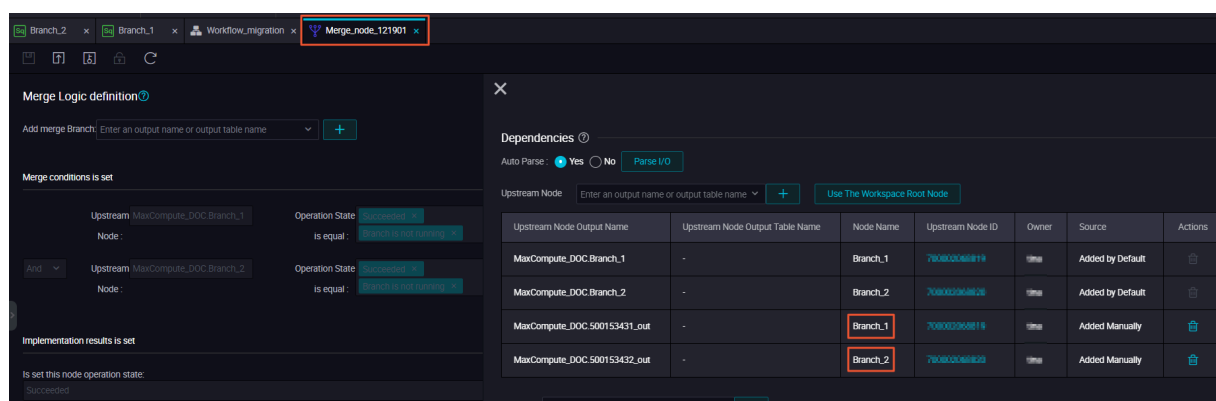 Sq Branch_2 × Sq Branch_1 × Workflow_migration × Merge_node_121901 ×
Merge Logic definition
Add merge Branch: Enter an output name or output table name +
Merge conditions is set
Upstream Node : MaxCompute_DOC.Branch_1 Operation State is equal : Succeeded × Branch is not running ×
And Upstream Node : MaxCompute_DOC.Branch_2 Operation State is equal : Succeeded × Branch is not running ×
Implementation results is set
Is set this node operation state:
Succeeded
Dependencies
Auto Parse : Yes No Parse I/O
Upstream Node Enter an output name or output table name + Use The Workspace Root Node
Upstream Node Output Name Upstream Node Output Table Name Node Name Upstream Node ID Owner Source Actions
MaxCompute_DOC.Branch_1 - Branch_1 Added by Default
MaxCompute_DOC.Branch_2 - Branch_2 Added by Default
MaxCompute_DOC.500153431_out - Branch_1 Added Manually
MaxCompute_DOC.500153432_out - Branch_2 Added Manually